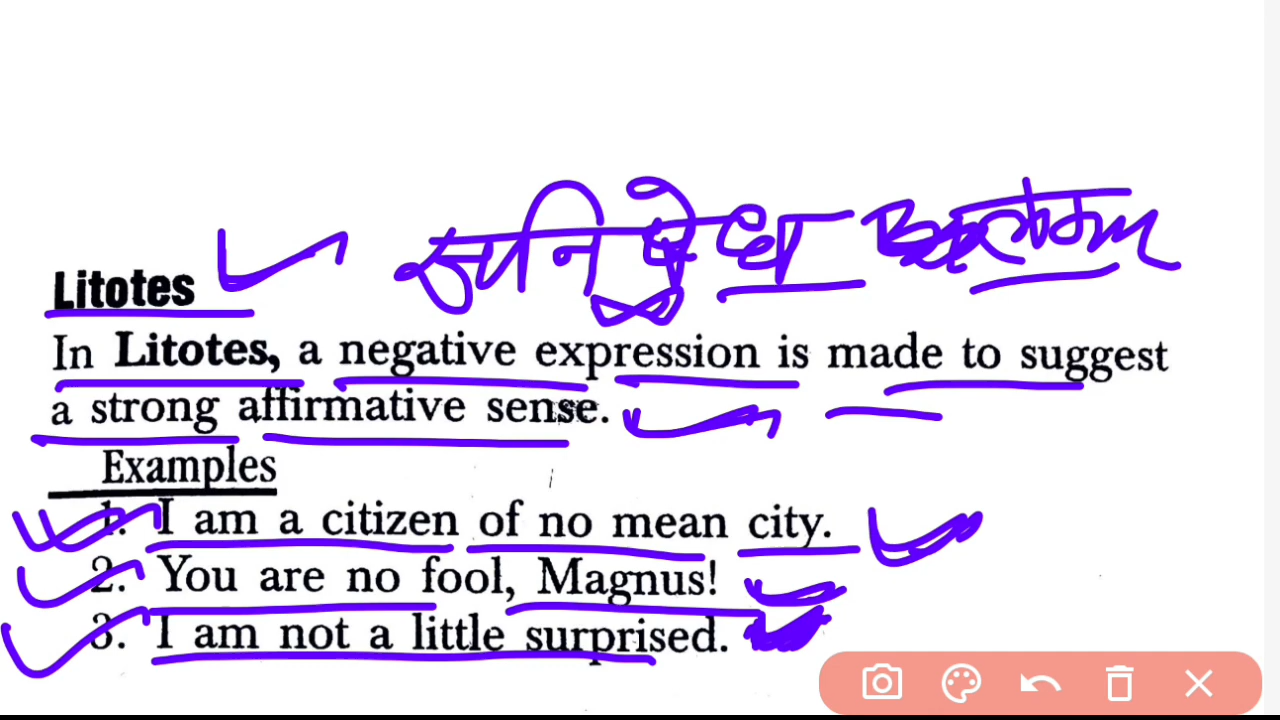 Litotes
In Litotes, a negative expression is made to suggest
a strong affirmative sense.
Examples
1. I am a citizen of no mean city.
2. You are no fool, Magnus!
3. I am not a little surprised.